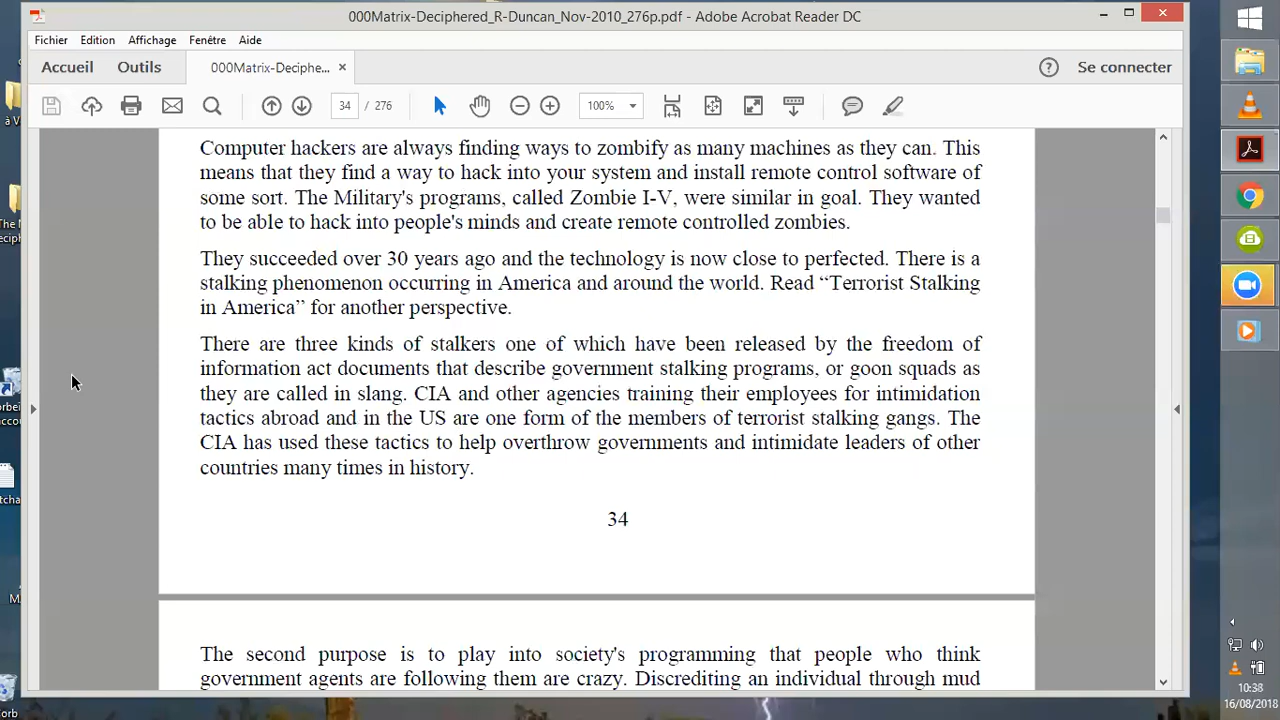 000Matrix-Deciphered_R-Duncan_Nov-2010_276p.pdf - Adobe Acrobat Reader DC
Fichier Edition Affichage Fenêtre Aide
Accueil Outils 000Matrix-Deciphe... Se connecter
34 / 276 100%
Computer hackers are always finding ways to zombify as many machines as they can. This
means that they find a way to hack into your system and install remote control software of
some sort. The Military's programs, called Zombie I-V, were similar in goal. They wanted
to be able to hack into people's minds and create remote controlled zombies.
They succeeded over 30 years ago and the technology is now close to perfected. There is a
stalking phenomenon occurring in America and around the world. Read “Terrorist Stalking
in America” for another perspective.
There are three kinds of stalkers one of which have been released by the freedom of
information act documents that describe government stalking programs, or goon squads as
they are called in slang. CIA and other agencies training their employees for intimidation
tactics abroad and in the US are one form of the members of terrorist stalking gangs. The
CIA has used these tactics to help overthrow governments and intimidate leaders of other
countries many times in history.
34
The second purpose is to play into society's programming that people who think
government agents are following them are crazy. Discrediting an individual through mud
à V
10:38
16/08/2018